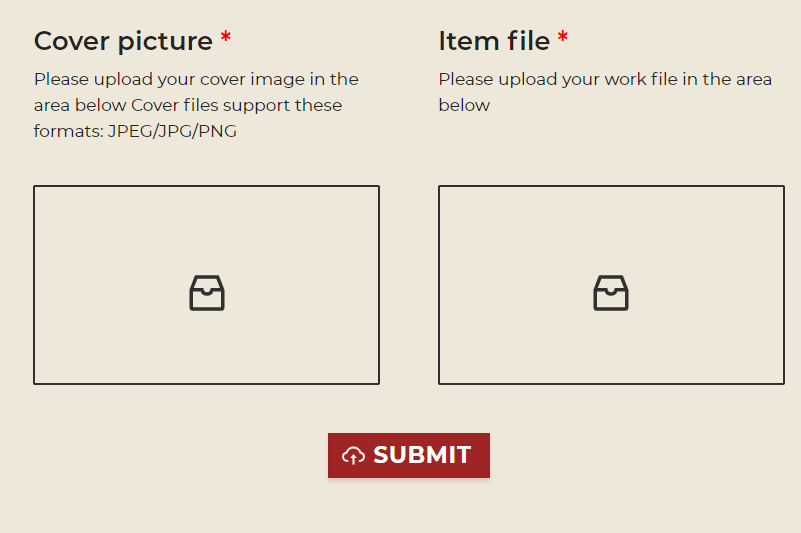 Cover picture *
Please upload your cover image in the
area below Cover files support these
formats: JPEG/JPG/PNG
Item file *
Please upload your work file in the area
below
SUBMIT